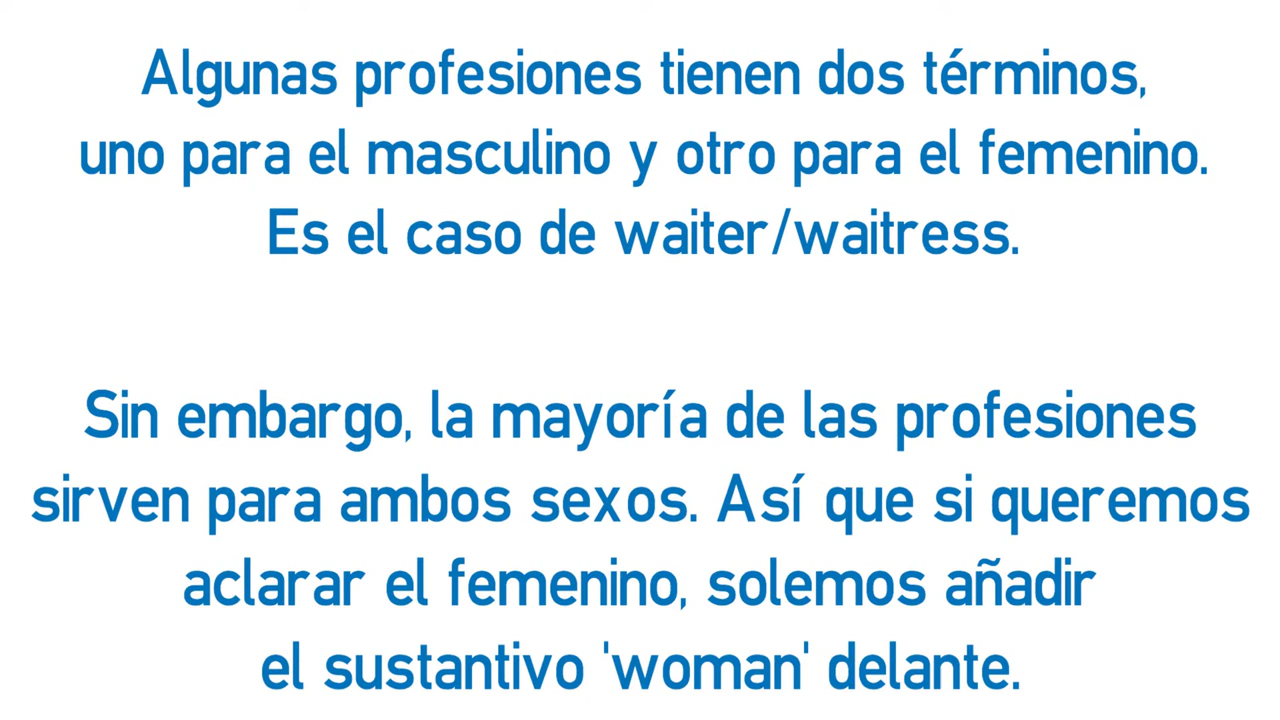 Algunas profesiones tienen dos términos,
uno para el masculino y otro para el femenino.
Es el caso de waiter/waitress.
Sin embargo, la mayoría de las profesiones
sirven para ambos sexos. Así que si queremos
aclarar el femenino, solemos añadir
el sustantivo 'woman' delante.